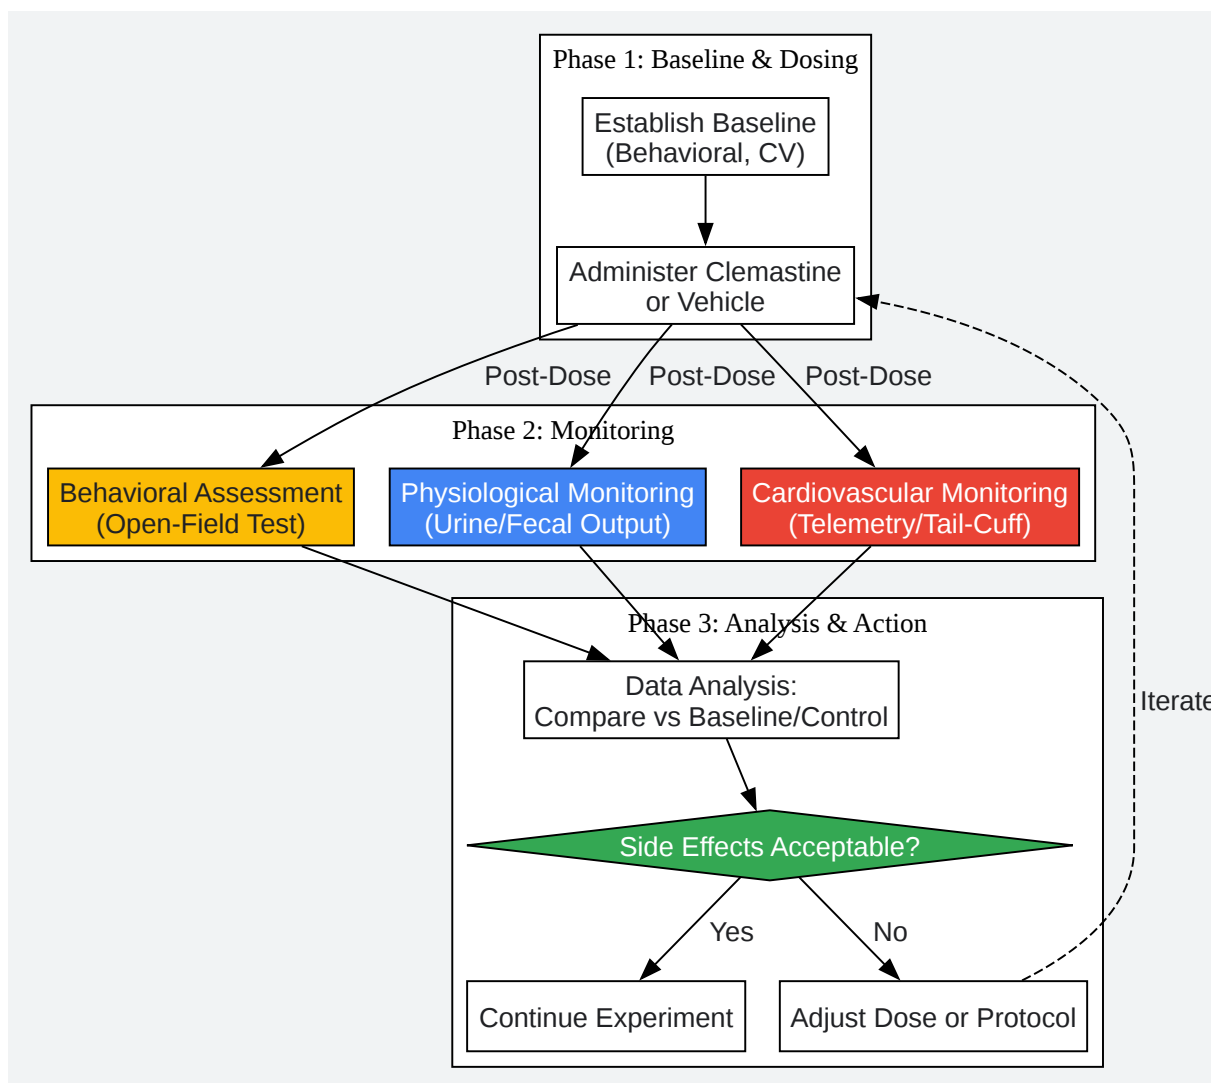 Phase 1: Baseline & Dosing
Establish Baseline
(Behavioral, CV)
Administer Clemastine
or Vehicle
Post-Dose
Post-Dose
Post-Dose
Phase 2: Monitoring
Behavioral Assessment
(Open-Field Test)
Physiological Monitoring
(Urine/Fecal Output)
Cardiovascular Monitoring
(Telemetry/Tail-Cuff)
Phase 3: Analysis & Action
Data Analysis:
Compare vs Baseline/Control
Iterate
Side Effects Acceptable?
Yes
No
Continue Experiment
Adjust Dose or Protocol